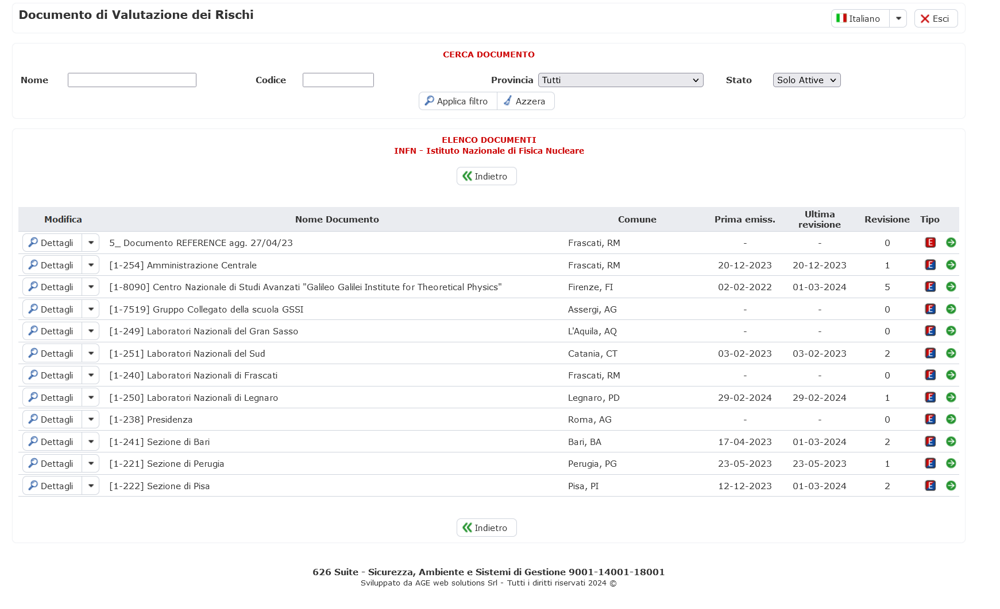 Documento di Valutazione dei Rischi
Italiano
Esci
CERCA DOCUMENTO
Nome Codice Provincia Tutti Stato Solo Attive
Applica filtro Azzera
ELENCO DOCUMENTI
INFN - Istituto Nazionale di Fisica Nucleare
Indietro
Modifica Nome Documento Comune Prima emiss. Ultima revisione Revisione Tipo
Dettagli 5_ Documento REFERENCE agg. 27/04/23 Frascati, RM - - 0 E
Dettagli [1-254] Amministrazione Centrale Frascati, RM 20-12-2023 20-12-2023 1 E
Dettagli [1-8090] Centro Nazionale di Studi Avanzati "Galileo Galilei Institute for Theoretical Physics" Firenze, FI 02-02-2022 01-03-2024 5 E
Dettagli [1-7519] Gruppo Collegato della scuola GSSI Assergi, AG - - 0 E
Dettagli [1-249] Laboratori Nazionali del Gran Sasso L'Aquila, AQ - - 0 E
Dettagli [1-251] Laboratori Nazionali del Sud Catania, CT 03-02-2023 03-02-2023 2 E
Dettagli [1-240] Laboratori Nazionali di Frascati Frascati, RM - - 0 E
Dettagli [1-250] Laboratori Nazionali di Legnaro Legnaro, PD 29-02-2024 29-02-2024 1 E
Dettagli [1-238] Presidenza Roma, AG - - 0 E
Dettagli [1-241] Sezione di Bari Bari, BA 17-04-2023 01-03-2024 2 E
Dettagli [1-221] Sezione di Perugia Perugia, PG 23-05-2023 23-05-2023 1 E
Dettagli [1-222] Sezione di Pisa Pisa, PI 12-12-2023 01-03-2024 2 E
Indietro
626 Suite - Sicurezza, Ambiente e Sistemi di Gestione 9001-14001-18001
Sviluppato da AGE web solutions Srl - Tutti i diritti riservati 2024 ©